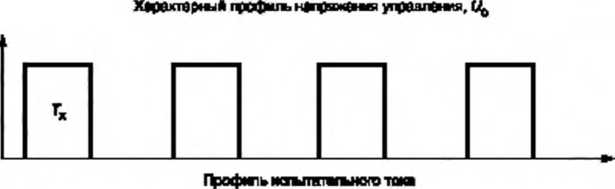 Характерный профиль напряжения управления, U₀
Tₓ
Профиль испытательного тока